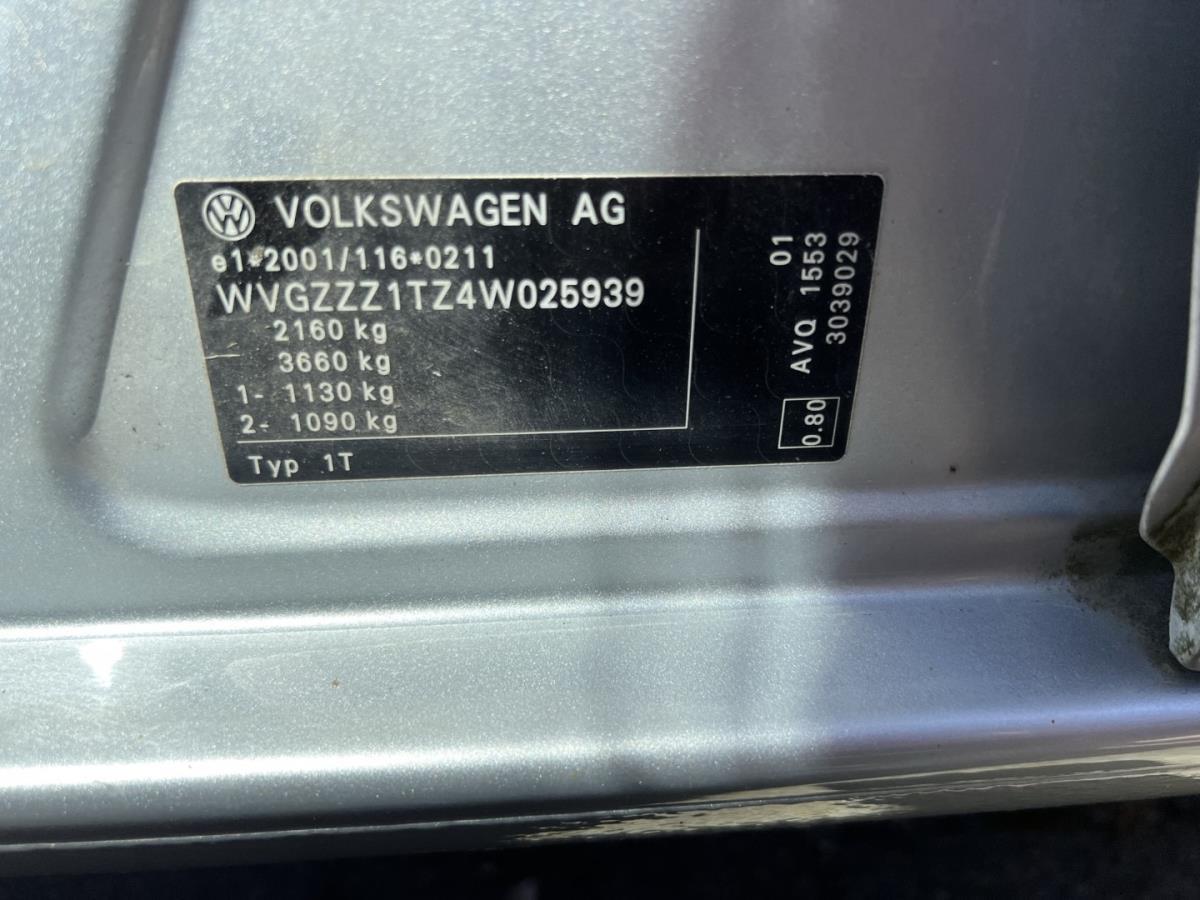 VOLKSWAGEN AG
e1*2001/116*0211
WVGZZZ1TZ4W025939
2160 kg
3660 kg
1- 1130 kg
2- 1090 kg
Typ 1T
01
AVQ 1553
3039029
0.80